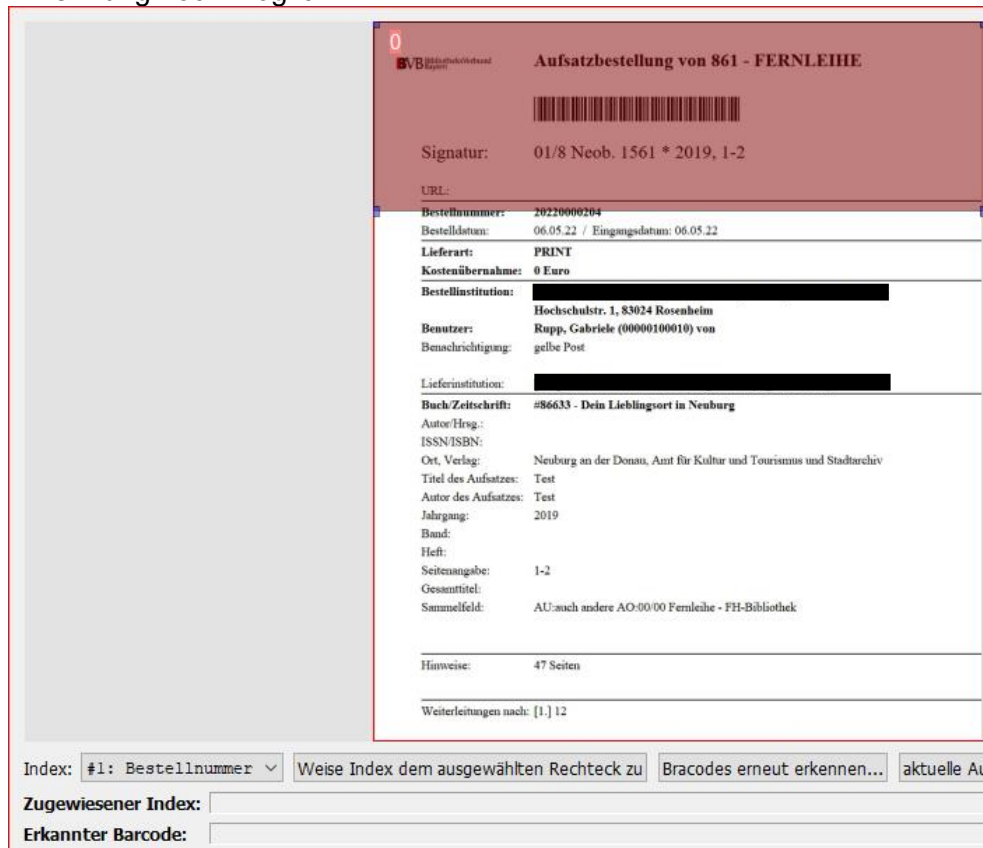 0
BVB BibliotheksVerbund
Bayern
Aufsatzbestellung von 861 - FERNLEIHE
Signatur: 01/8 Neob. 1561 * 2019, 1-2
URL:
Bestellnummer: 20220000204
Bestelldatum: 06.05.22 / Eingangsdatum: 06.05.22
Lieferart: PRINT
Kostenübernahme: 0 Euro
Bestellinstitution:
Hochschulstr. 1, 83024 Rosenheim
Benutzer: Rupp, Gabriele (00000100010) von
Benachrichtigung: gelbe Post
Lieferinstitution:
Buch/Zeitschrift: #86633 - Dein Lieblingsort in Neuburg
Autor/Hrsg.:
ISSN/ISBN:
Ort, Verlag: Neuburg an der Donau, Amt für Kultur und Tourismus und Stadtarchiv
Titel des Aufsatzes: Test
Autor des Aufsatzes: Test
Jahrgang: 2019
Band:
Heft:
Seitenangabe: 1-2
Gesamttitel:
Sammelfeld: AU:auch andere AO:00/00 Fernleihe - FH-Bibliothek
Hinweise: 47 Seiten
Weiterleitungen nach: [1.] 12
Index: #1: Bestellnummer Weise Index dem ausgewählten Rechteck zu Bracodes erneut erkennen... aktuelle Au
Zugewiesener Index:
Erkannter Barcode: